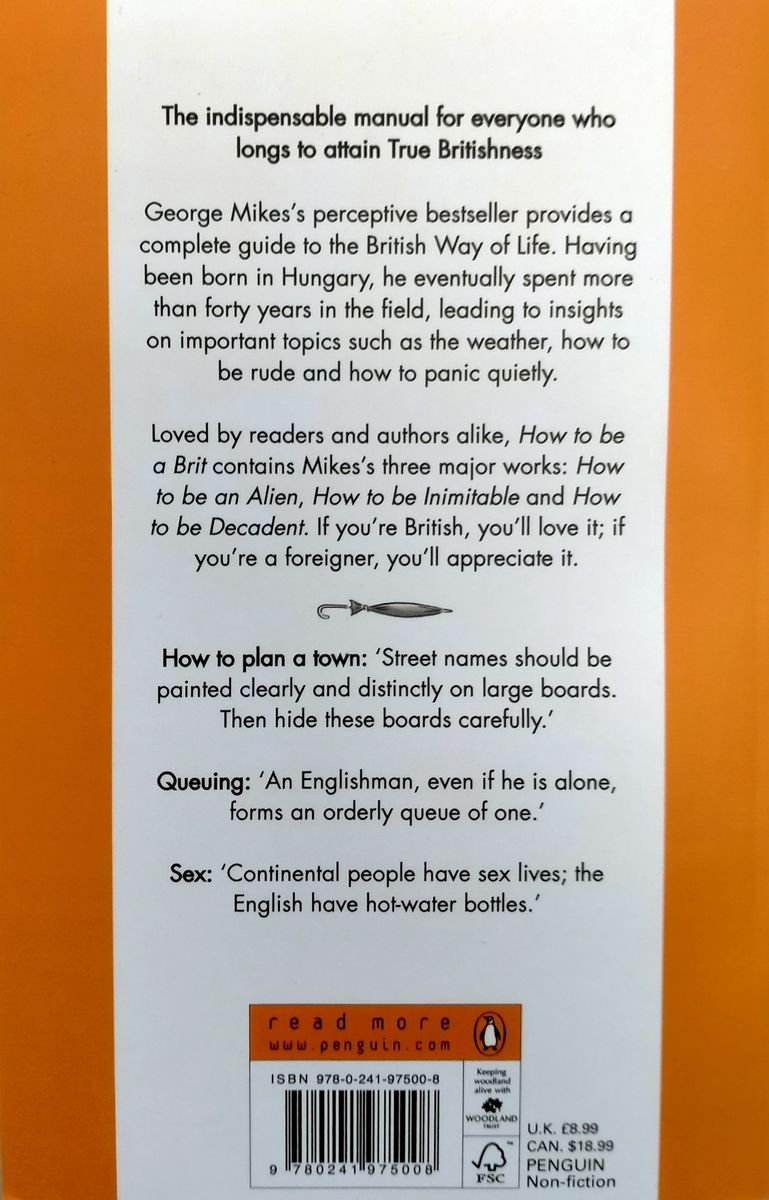 The indispensable manual for everyone who
longs to attain True Britishness
George Mikes's perceptive bestseller provides a
complete guide to the British Way of Life. Having
been born in Hungary, he eventually spent more
than forty years in the field, leading to insights
on important topics such as the weather, how to
be rude and how to panic quietly.
Loved by readers and authors alike, How to be
a Brit contains Mikes's three major works: How
to be an Alien, How to be Inimitable and How
to be Decadent. If you're British, you'll love it; if
you're a foreigner, you'll appreciate it.
How to plan a town: 'Street names should be
painted clearly and distinctly on large boards.
Then hide these boards carefully.'
Queuing: 'An Englishman, even if he is alone,
forms an orderly queue of one.'
Sex: 'Continental people have sex lives; the
English have hot-water bottles.'
read more
www.penguin.com
ISBN 978-0-241-97500-8
9 780241 975008
Keeping
woodland
alive with
WOODLAND
TRUST
FSC
™
U.K. £8.99
CAN. $18.99
PENGUIN
Non-fiction